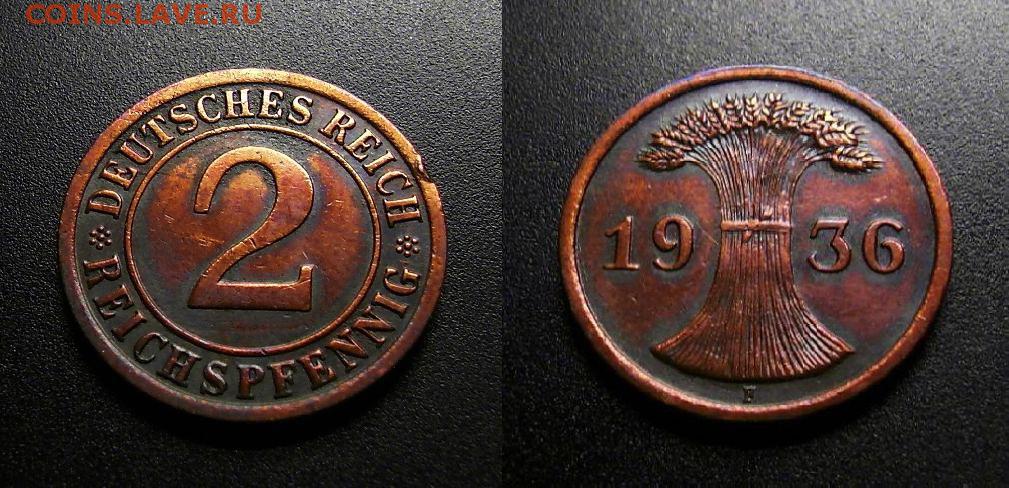 COINS.LAVE.RU
DEUTSCHES REICH
2
REICHSPFENNIG
19 36
F